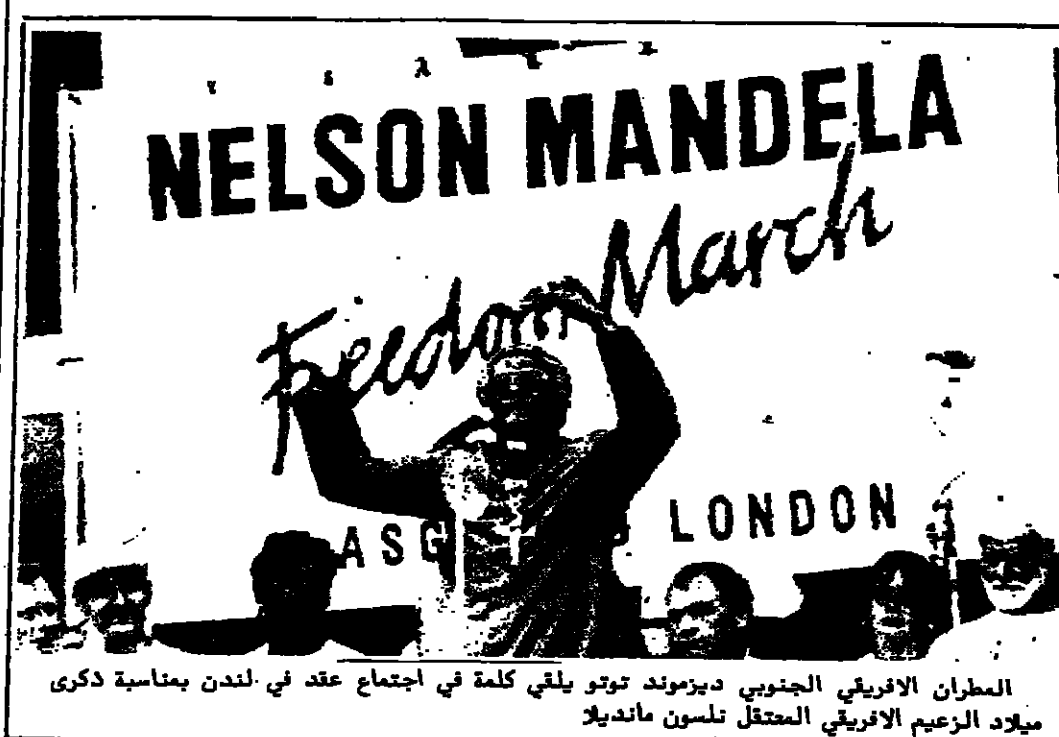 NELSON MANDELA
Freedom March
LONDON
المطران الافريقي الجنوبي ديزموند توتو يلقي كلمة في اجتماع عقد في لندن بمناسبة ذكرى
ميلاد الزعيم الافريقي المعتقل نلسون مانديلا